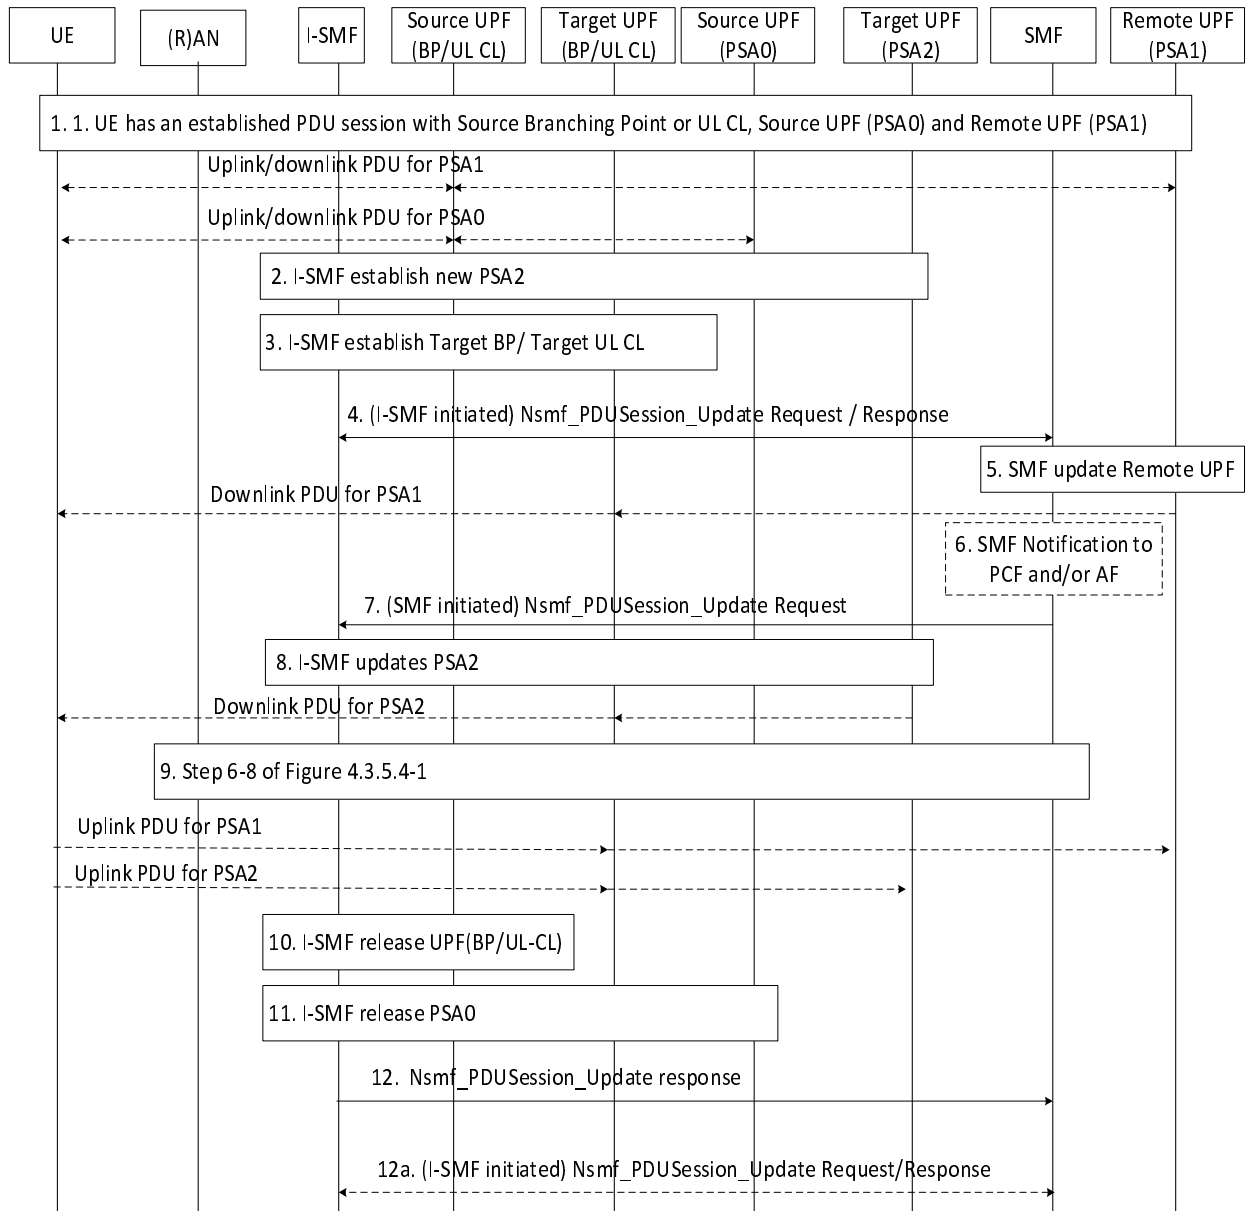 UE
(R)AN
I-SMF
Source UPF
(BP/UL CL)
Target UPF
(BP/UL CL)
Source UPF
(PSA0)
Target UPF
(PSA2)
SMF
Remote UPF
(PSA1)
1. 1. UE has an established PDU session with Source Branching Point or UL CL, Source UPF (PSA0) and Remote UPF (PSA1)
Uplink/downlink PDU for PSA1
Uplink/downlink PDU for PSA0
2. I-SMF establish new PSA2
3. I-SMF establish Target BP/ Target UL CL
4. (I-SMF initiated) Nsmf_PDUSession_Update Request / Response
5. SMF update Remote UPF
Downlink PDU for PSA1
6. SMF Notification to
PCF and/or AF
7. (SMF initiated) Nsmf_PDUSession_Update Request
8. I-SMF updates PSA2
Downlink PDU for PSA2
9. Step 6-8 of Figure 4.3.5.4-1
Uplink PDU for PSA1
Uplink PDU for PSA2
10. I-SMF release UPF(BP/UL-CL)
11. I-SMF release PSA0
12. Nsmf_PDUSession_Update response
12a. (I-SMF initiated) Nsmf_PDUSession_Update Request/Response